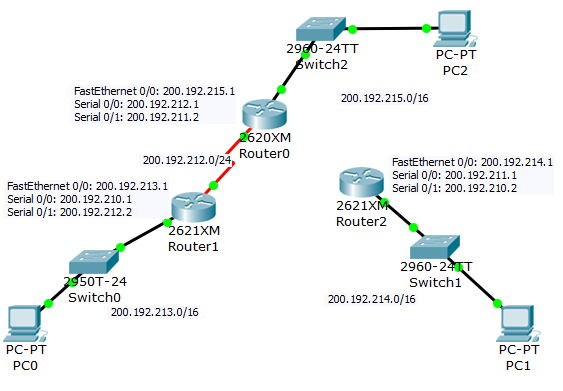 2960-24TT
Switch2
PC-PT
PC2
FastEthernet 0/0: 200.192.215.1
Serial 0/0: 200.192.212.1
Serial 0/1: 200.192.211.2
200.192.215.0/16
2620XM
Router0
200.192.212.0/24
FastEthernet 0/0: 200.192.214.1
Serial 0/0: 200.192.211.1
Serial 0/1: 200.192.210.2
FastEthernet 0/0: 200.192.213.1
Serial 0/0: 200.192.210.1
Serial 0/1: 200.192.212.2
2621XM
Router1
2621XM
Router2
2950T-24
Switch0
2960-24TT
Switch1
200.192.213.0/16
200.192.214.0/16
PC-PT
PC0
PC-PT
PC1